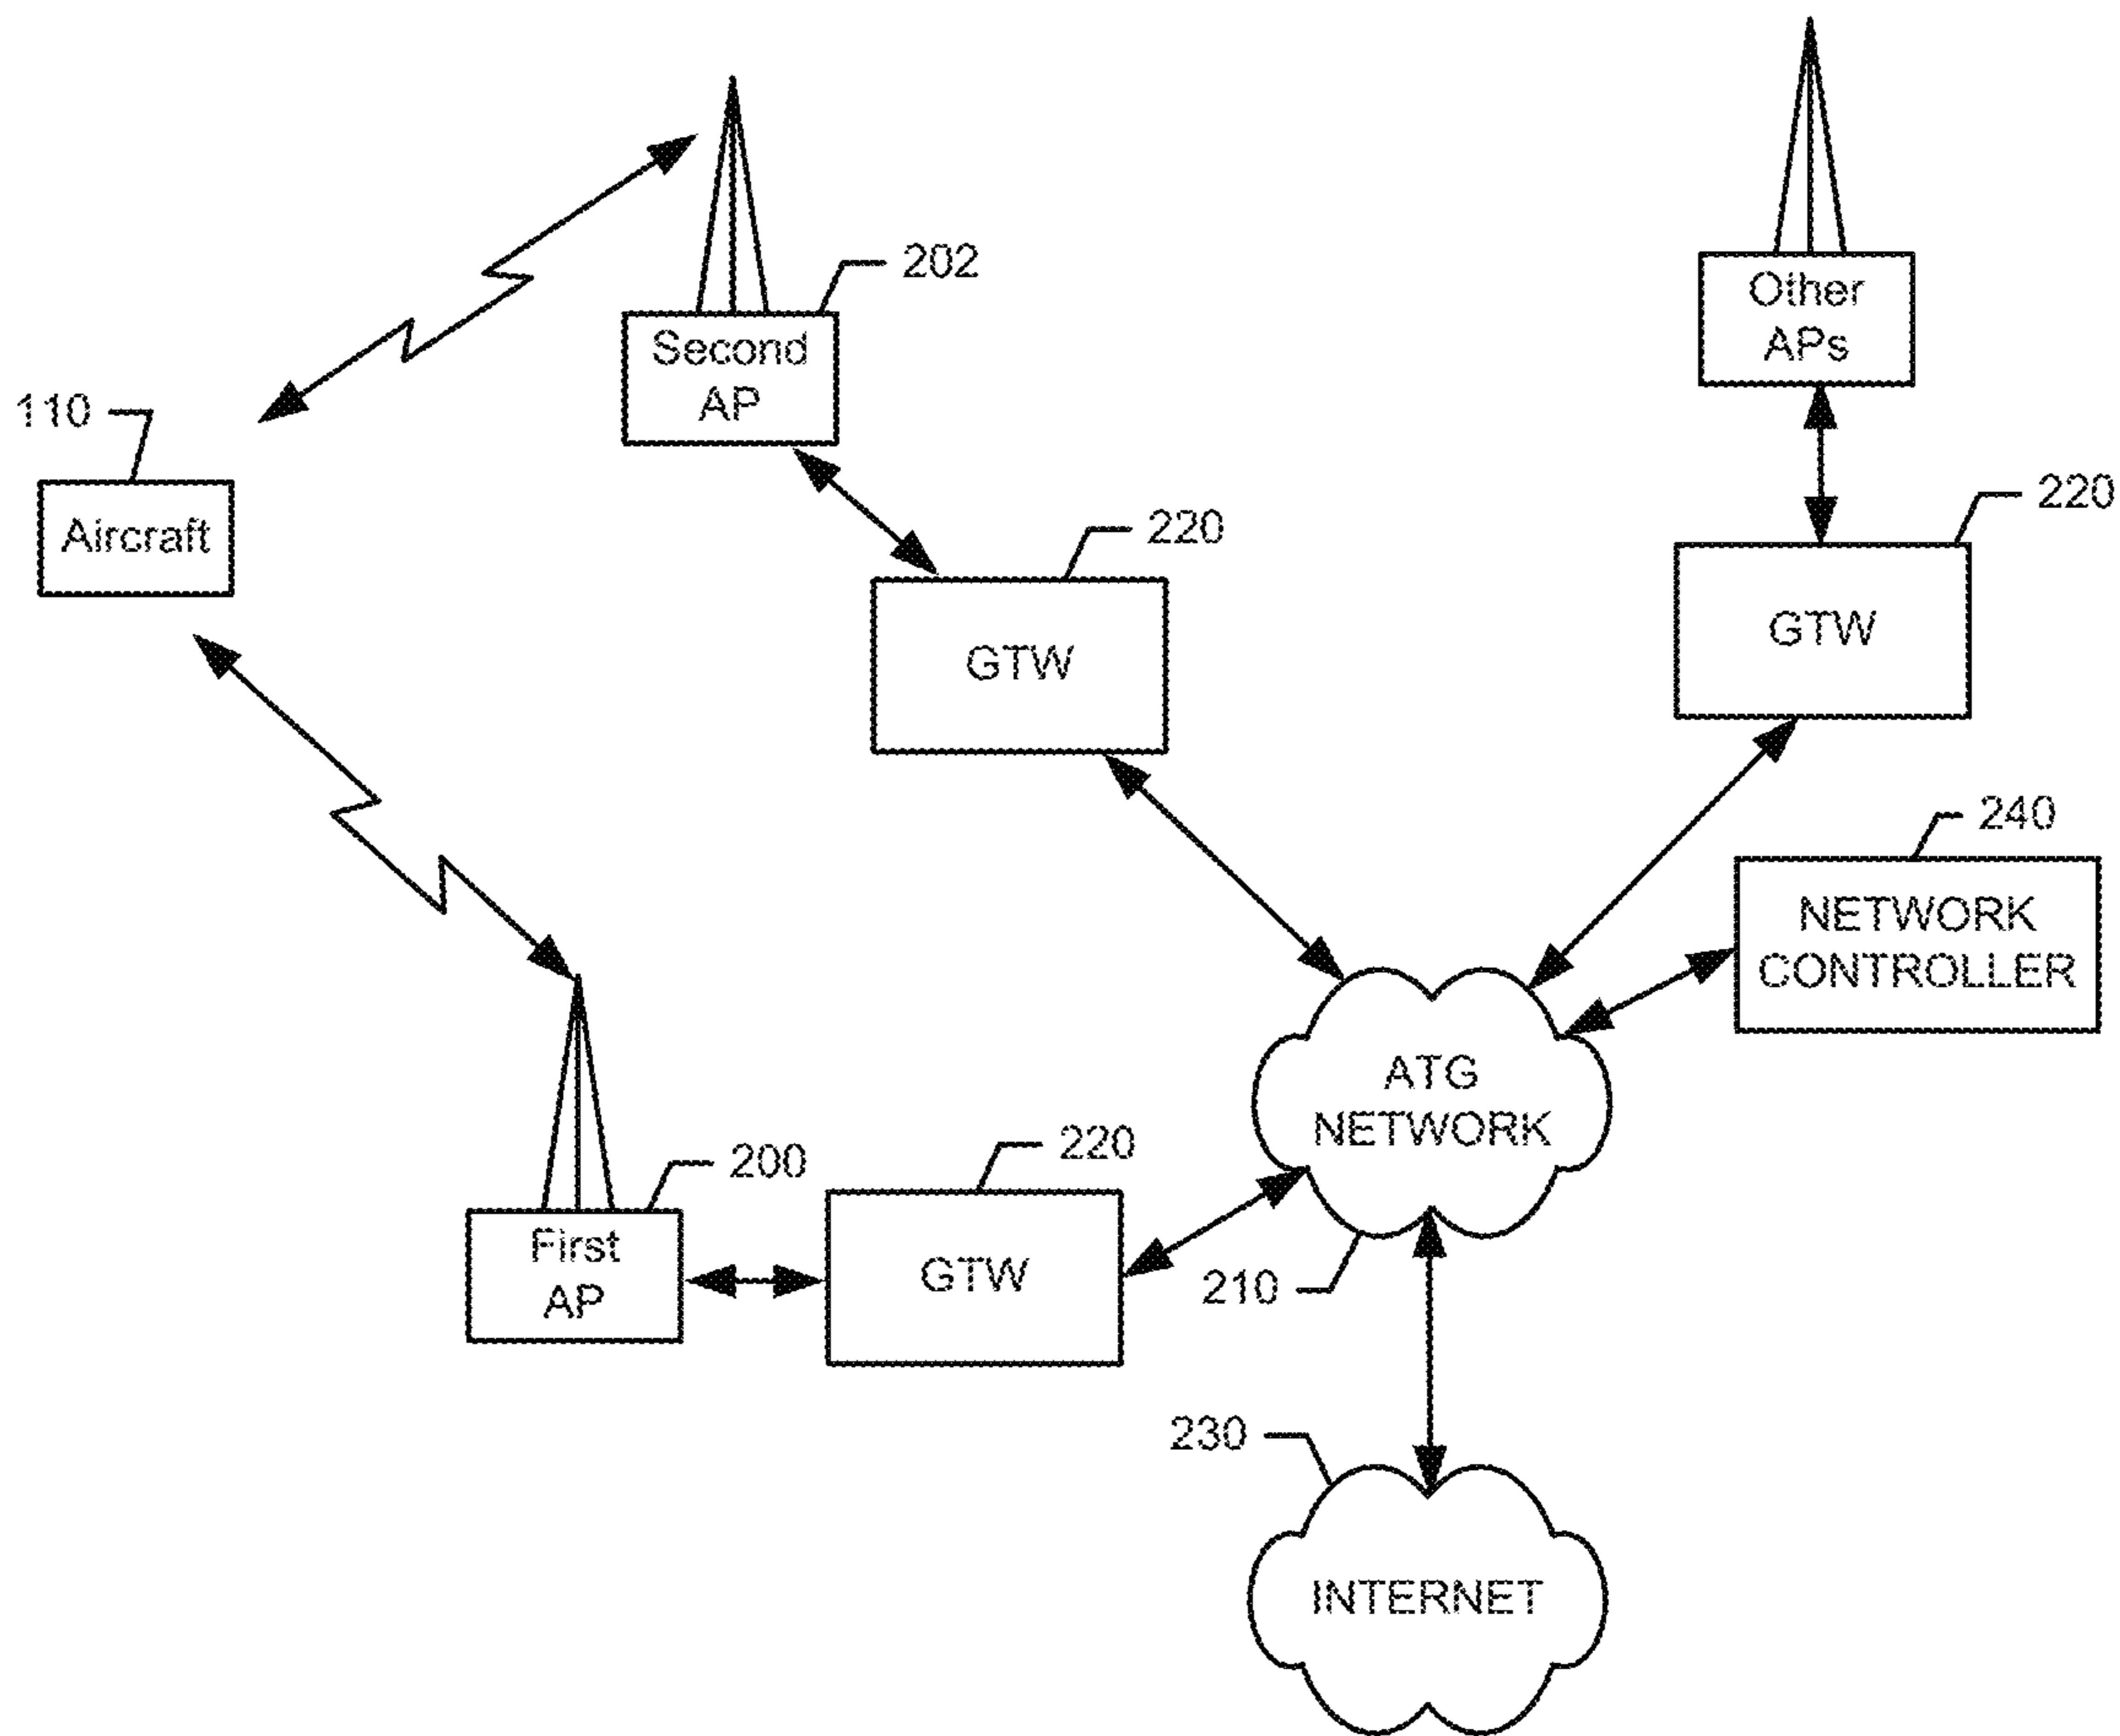 202
Second
AP
Other
APs
110
Aircraft
220
GTW
220
GTW
240
NETWORK
CONTROLLER
ATG
NETWORK
210
200
First
AP
220
GTW
230
INTERNET